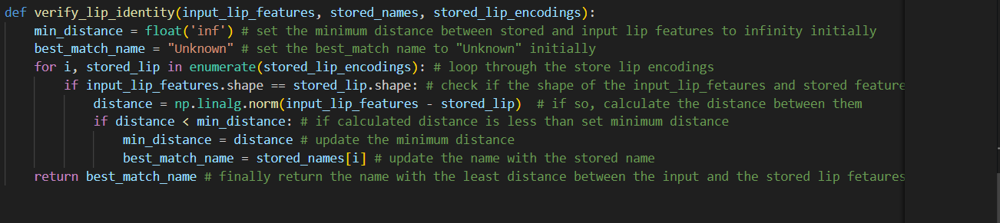 def verify_lip_identity(input_lip_features, stored_names, stored_lip_encodings):
    min_distance = float('inf') # set the minimum distance between stored and input lip features to infinity initially
    best_match_name = "Unknown" # set the best_match name to "Unknown" initially
    for i, stored_lip in enumerate(stored_lip_encodings): # loop through the store lip encodings
        if input_lip_features.shape == stored_lip.shape: # check if the shape of the input_lip_fetaures and stored feature
            distance = np.linalg.norm(input_lip_features - stored_lip)  # if so, calculate the distance between them
            if distance < min_distance: # if calculated distance is less than set minimum distance
                min_distance = distance # update the minimum distance
                best_match_name = stored_names[i] # update the name with the stored name
    return best_match_name # finally return the name with the least distance between the input and the stored lip fetaures